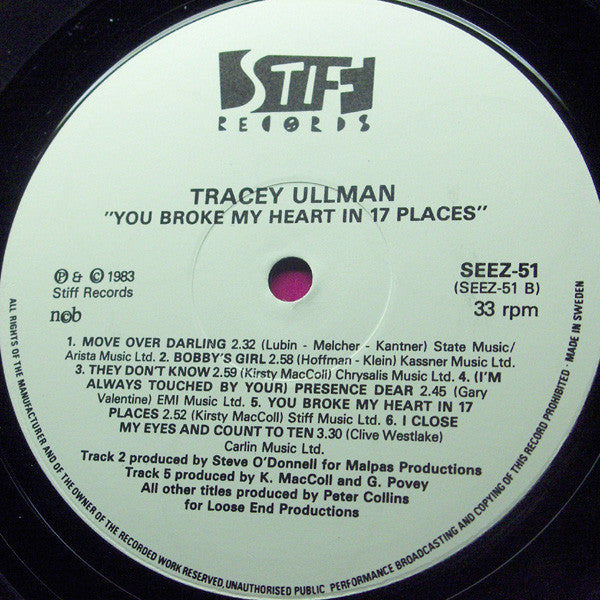 STIFF
RECORDS
TRACEY ULLMAN
"YOU BROKE MY HEART IN 17 PLACES"
℗ & © 1983
Stiff Records
n©b
SEEZ-51
(SEEZ-51 B)
33 rpm
1. MOVE OVER DARLING 2.32 (Lubin - Melcher - Kantner) State Music/
Arista Music Ltd. 2. BOBBY'S GIRL 2.58 (Hoffman - Klein) Kassner Music Ltd.
3. THEY DON'T KNOW 2.59 (Kirsty MacColl) Chrysalis Music Ltd. 4. (I'M
ALWAYS TOUCHED BY YOUR) PRESENCE DEAR 2.45 (Gary
Valentine) EMI Music Ltd. 5. YOU BROKE MY HEART IN 17
PLACES 2.52 (Kirsty MacColl) Stiff Music Ltd. 6. I CLOSE
MY EYES AND COUNT TO TEN 3.30 (Clive Westlake)
Carlin Music Ltd.
Track 2 produced by Steve O'Donnell for Malpas Productions
Track 5 produced by K. MacColl and G. Povey
All other titles produced by Peter Collins
for Loose End Productions
ALL RIGHTS OF THE MANUFACTURER AND OF THE OWNER OF THE RECORDED WORK RESERVED, UNAUTHORISED PUBLIC PERFORMANCE BROADCASTING AND COPYING OF THIS RECORD PROHIBITED · MADE IN SWEDEN